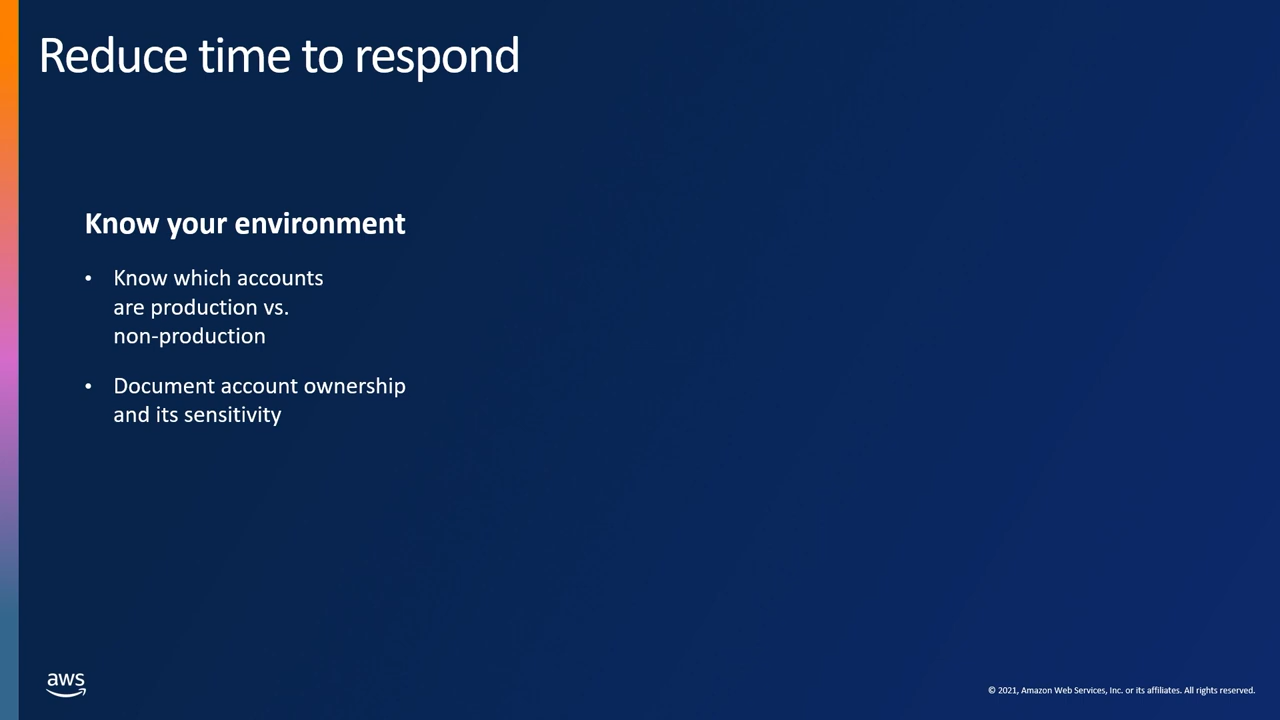 Reduce time to respond
Know your environment
• Know which accounts
are production vs.
non-production
• Document account ownership
and its sensitivity
aws
© 2021, Amazon Web Services, Inc. or its affiliates. All rights reserved.